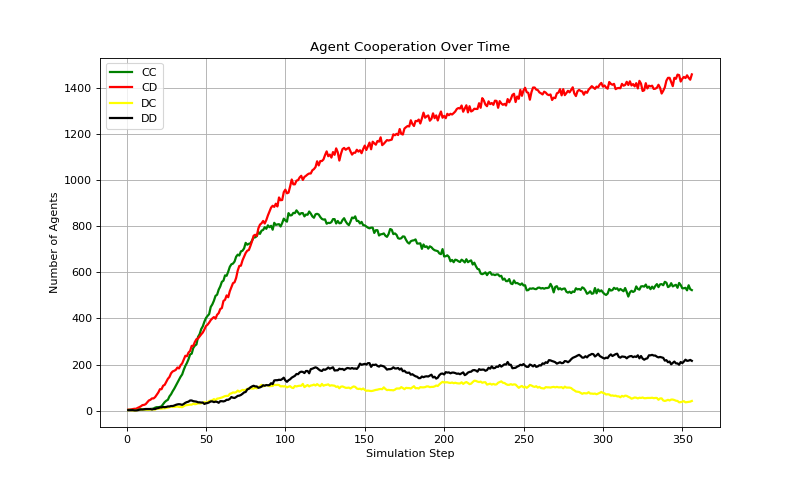 Agent Cooperation Over Time
CC
CD
DC
DD
1400
1200
1000
800
600
400
200
0
Number of Agents
0 50 100 150 200 250 300 350
Simulation Step